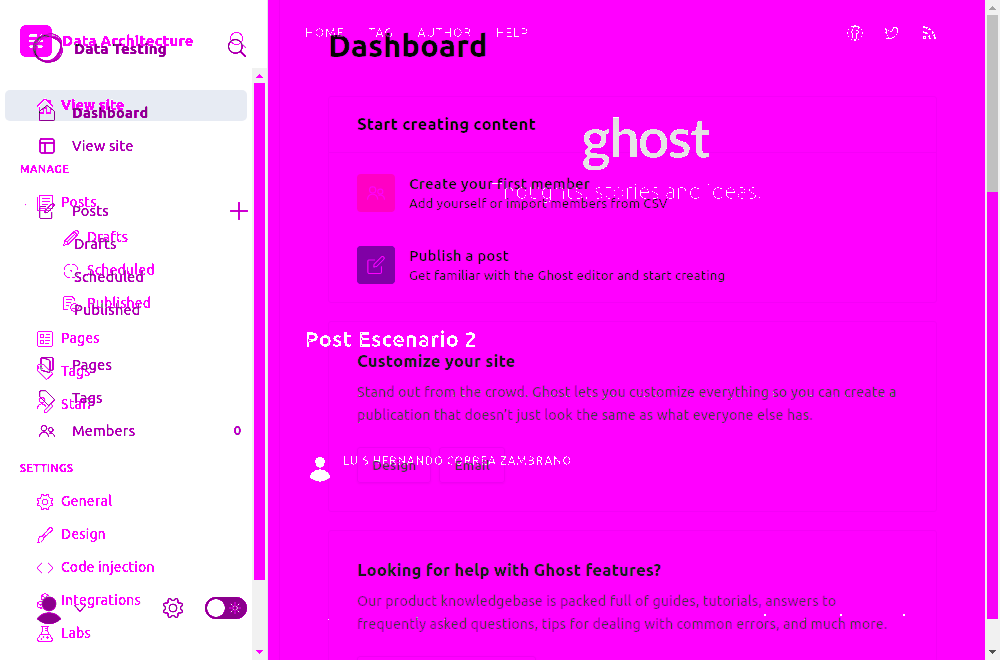 Data Architecture
Data Testing
View site
Dashboard
View site
MANAGE
Posts
Posts
Drafts
Drafts
Scheduled
Scheduled
Published
Published
Pages
Pages
Tags
Tags
Staff
Members 0
SETTINGS
General
Design
Code injection
Integrations
Labs
HOME TAG AUTHOR HELP
Dashboard
Start creating content
ghost
Create your first member
Thoughts, stories and ideas.
Add yourself or import members from CSV
Publish a post
Get familiar with the Ghost editor and start creating
Post Escenario 2
Customize your site
Stand out from the crowd. Ghost lets you customize everything so you can create a
publication that doesn't just look the same as what everyone else has.
LUIS HERNANDO CORREA ZAMBRANO
Design Email
Looking for help with Ghost features?
Our product knowledgebase is packed full of guides, tutorials, answers to
frequently asked questions, tips for dealing with common errors, and much more.